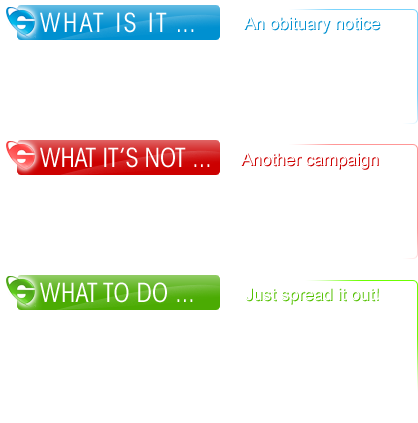 WHAT IS IT ...
An obituary notice
WHAT IT'S NOT ...
Another campaign
WHAT TO DO ...
Just spread it out!